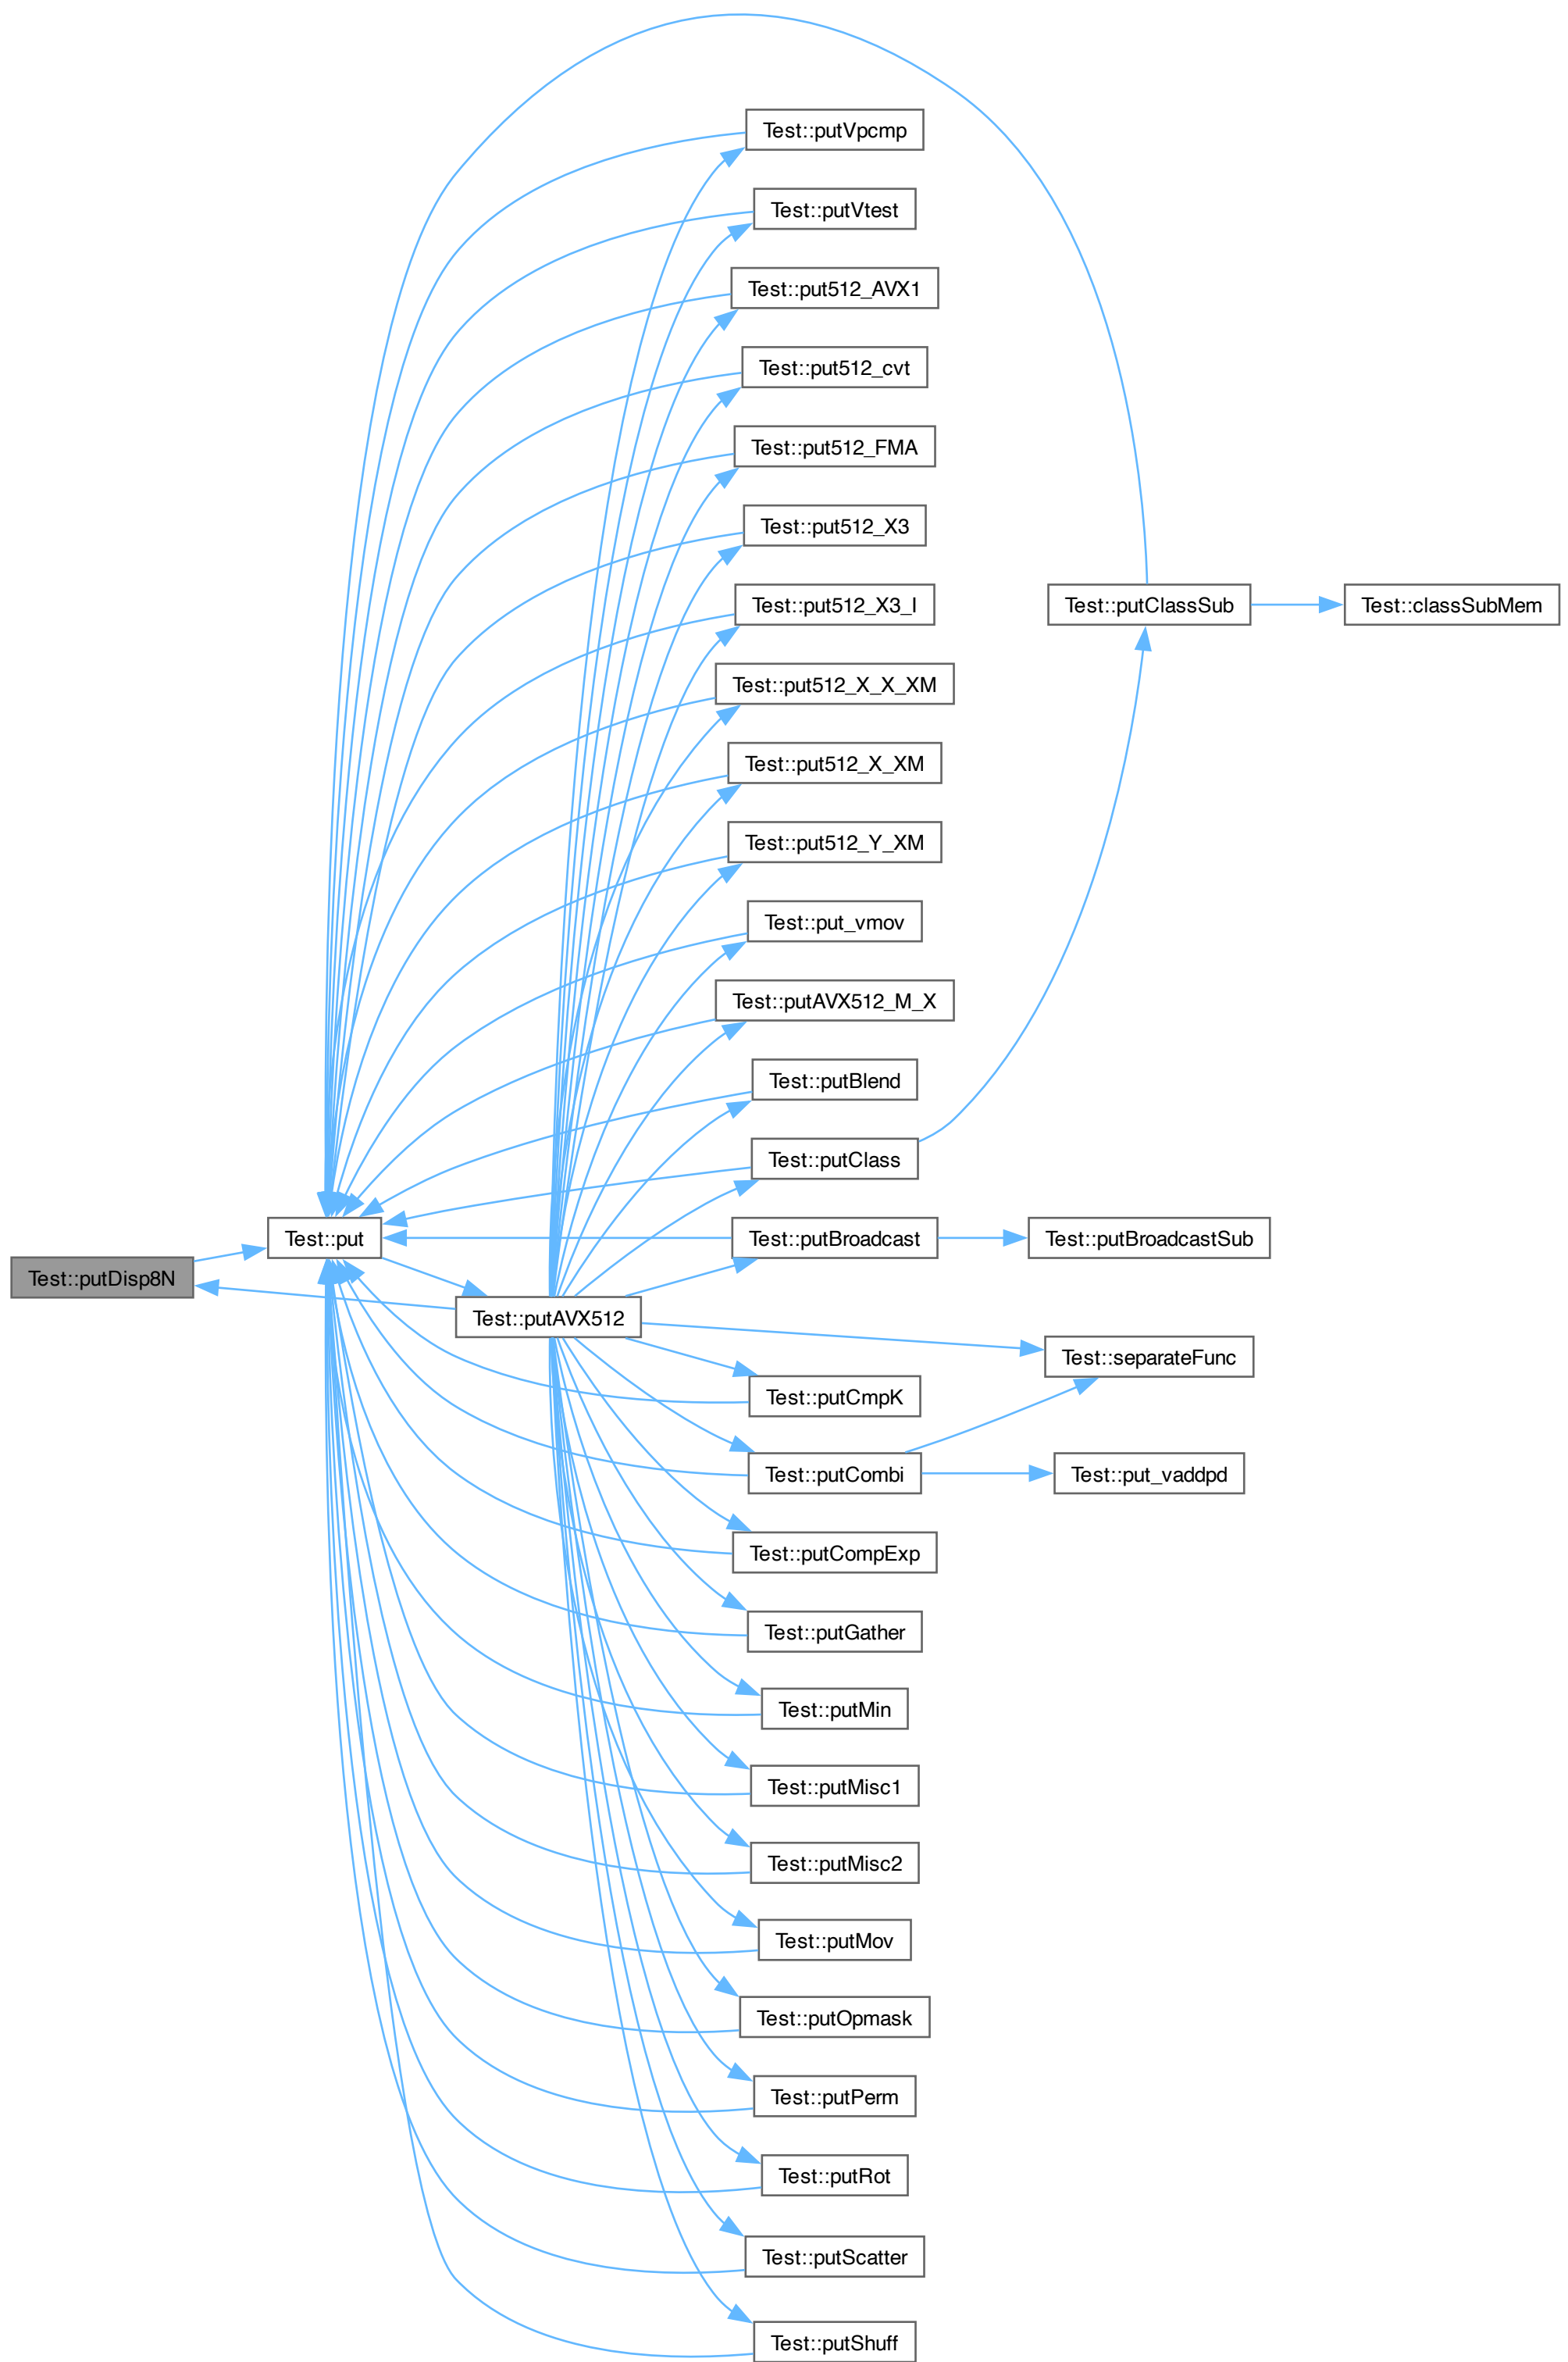 Test::putVpcmp
Test::putVtest
Test::put512_AVX1
Test::put512_cvt
Test::put512_FMA
Test::put512_X3
Test::put512_X3_I
Test::putClassSub
Test::classSubMem
Test::put512_X_X_XM
Test::put512_X_XM
Test::put512_Y_XM
Test::put_vmov
Test::putAVX512_M_X
Test::putBlend
Test::putClass
Test::put
Test::putBroadcast
Test::putBroadcastSub
Test::putDisp8N
Test::putAVX512
Test::separateFunc
Test::putCmpK
Test::putCombi
Test::put_vaddpd
Test::putCompExp
Test::putGather
Test::putMin
Test::putMisc1
Test::putMisc2
Test::putMov
Test::putOpmask
Test::putPerm
Test::putRot
Test::putScatter
Test::putShuff